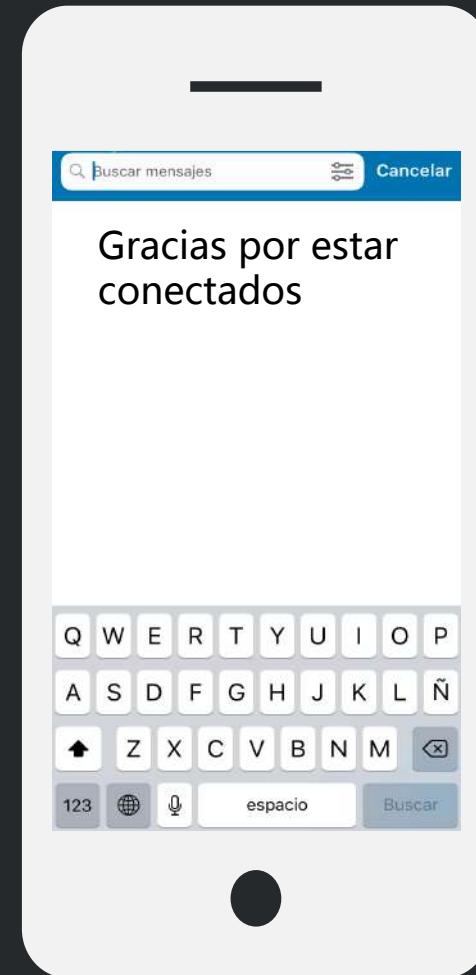 Buscar mensajes Cancelar
Gracias por estar
conectados
Q W E R T Y U I O P
A S D F G H J K L Ñ
Z X C V B N M
123 espacio Buscar